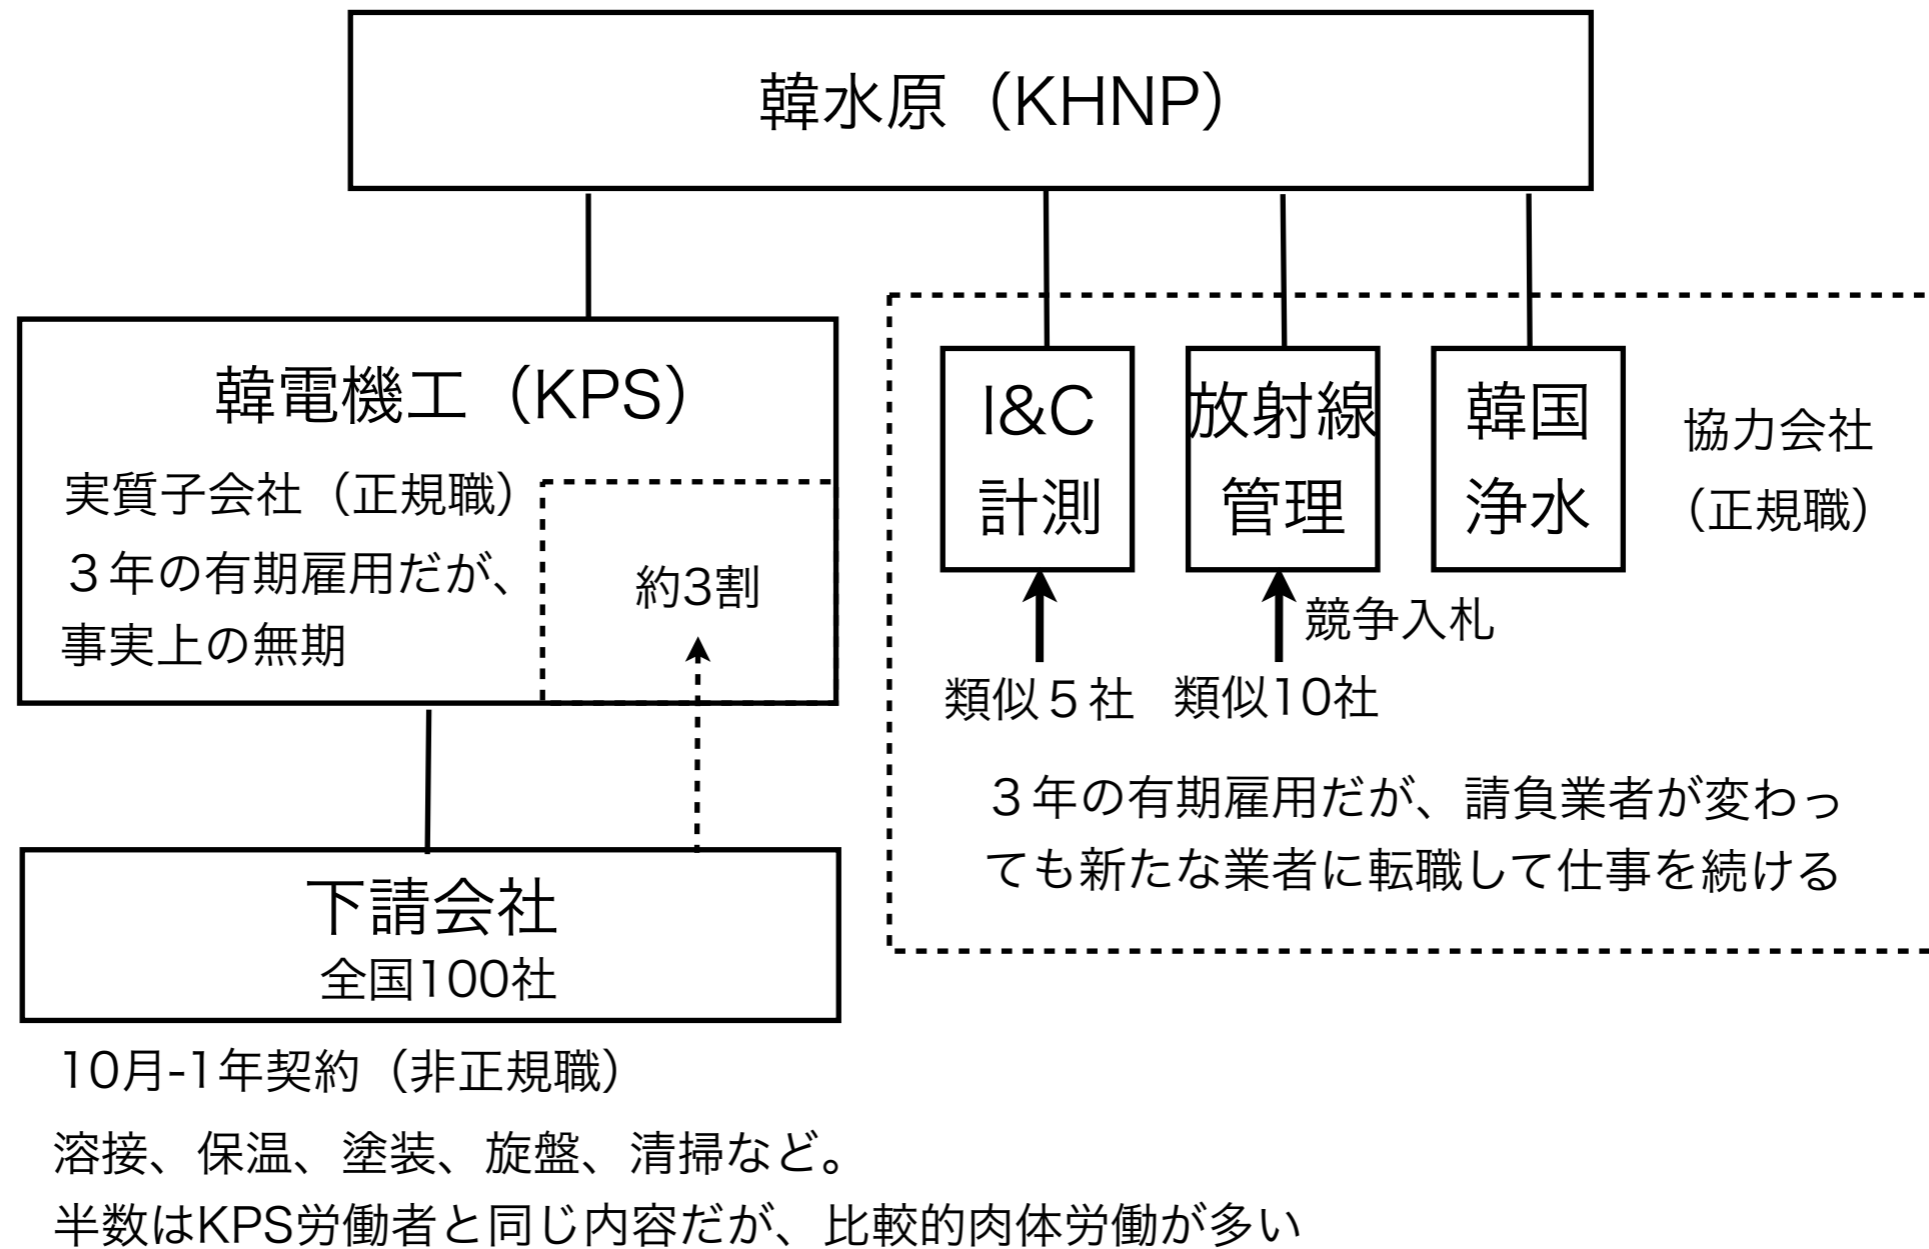 韓水原（KHNP）
韓電機工（KPS）
実質子会社（正規職）
３年の有期雇用だが、
事実上の無期
約3割
I&C
計測
放射線
管理
韓国
浄水
協力会社
（正規職）
競争入札
類似５社
類似10社
３年の有期雇用だが、請負業者が変わっ
ても新たな業者に転職して仕事を続ける
下請会社
全国100社
10月-1年契約（非正規職）
溶接、保温、塗装、旋盤、清掃など。
半数はKPS労働者と同じ内容だが、比較的肉体労働が多い